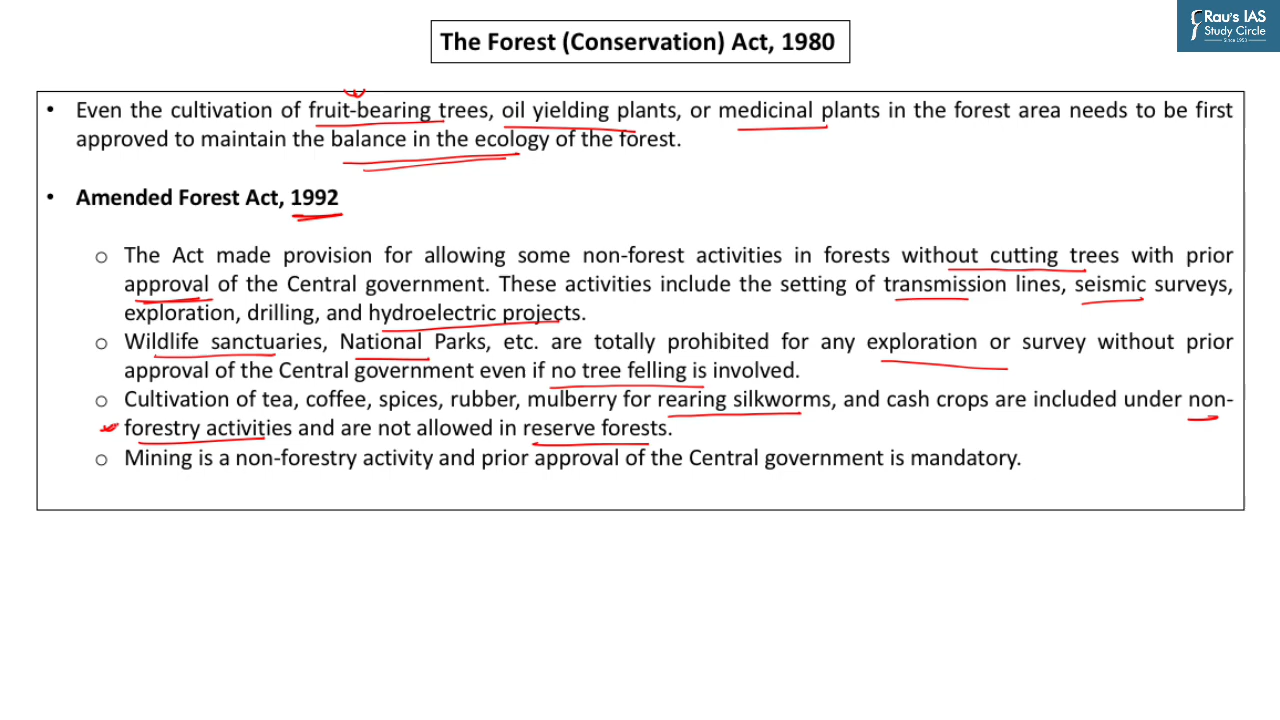 The Forest (Conservation) Act, 1980
Rau's IAS
Study Circle
Since 1953
• Even the cultivation of fruit-bearing trees, oil yielding plants, or medicinal plants in the forest area needs to be first
approved to maintain the balance in the ecology of the forest.
• Amended Forest Act, 1992
o The Act made provision for allowing some non-forest activities in forests without cutting trees with prior
approval of the Central government. These activities include the setting of transmission lines, seismic surveys,
exploration, drilling, and hydroelectric projects.
o Wildlife sanctuaries, National Parks, etc. are totally prohibited for any exploration or survey without prior
approval of the Central government even if no tree felling is involved.
o Cultivation of tea, coffee, spices, rubber, mulberry for rearing silkworms, and cash crops are included under non-
forestry activities and are not allowed in reserve forests.
o Mining is a non-forestry activity and prior approval of the Central government is mandatory.